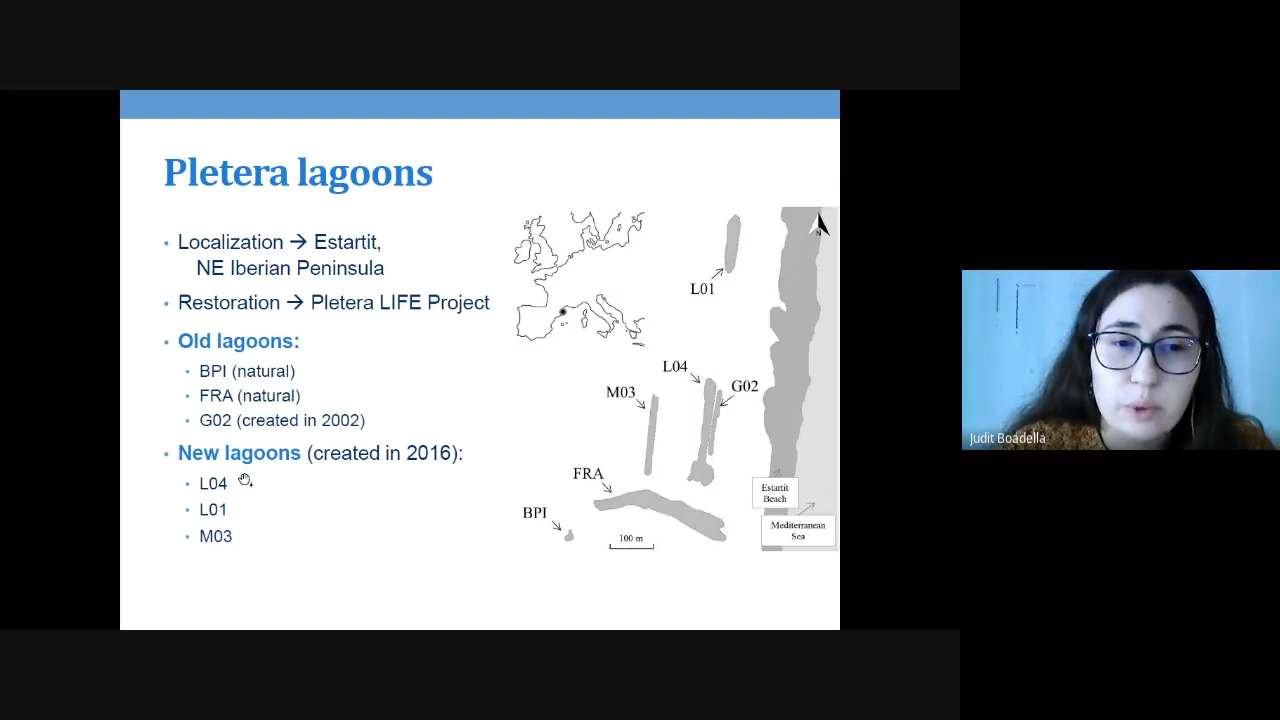 Pletera lagoons
• Localization → Estartit,
NE Iberian Peninsula
• Restoration → Pletera LIFE Project
• Old lagoons:
• BPI (natural)
• FRA (natural)
• G02 (created in 2002)
• New lagoons (created in 2016):
• L04
• L01
• M03
N
L01
L04
M03
G02
FRA
BPI
100 m
Estartit
Beach
Mediterranean
Sea
Judit Boadella